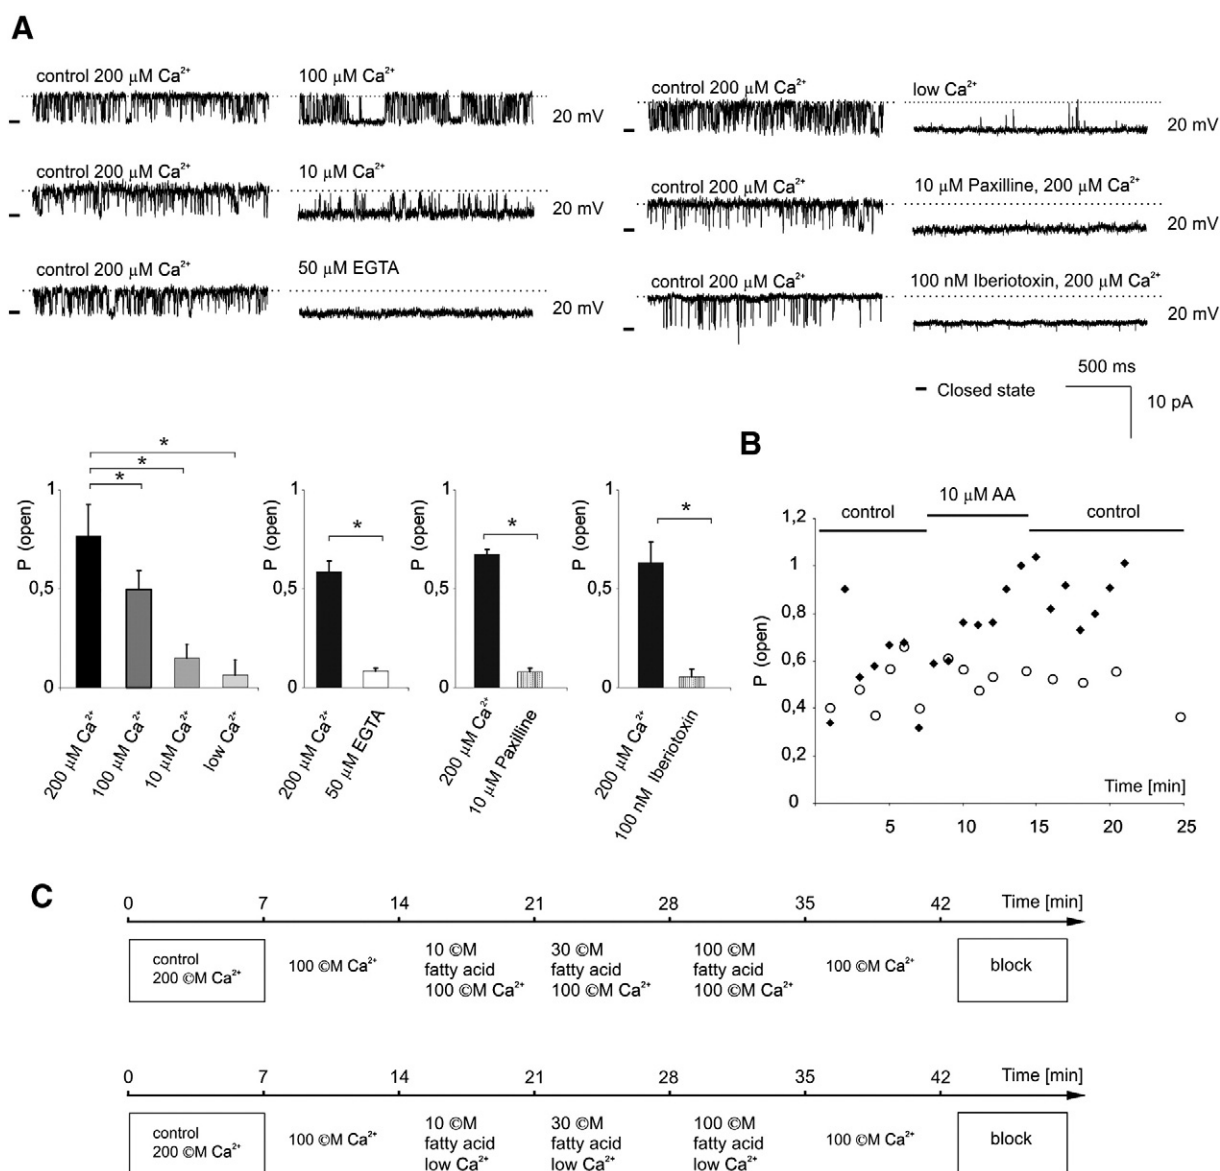 A
control 200 μM Ca²⁺
100 μM Ca²⁺
20 mV
control 200 μM Ca²⁺
10 μM Ca²⁺
20 mV
control 200 μM Ca²⁺
50 μM EGTA
20 mV
control 200 μM Ca²⁺
low Ca²⁺
20 mV
control 200 μM Ca²⁺
10 μM Paxilline, 200 μM Ca²⁺
20 mV
control 200 μM Ca²⁺
100 nM Iberiotoxin, 200 μM Ca²⁺
20 mV
500 ms
Closed state
10 pA
* * *
P (open)
1
0,5
0
200 μM Ca²⁺
100 μM Ca²⁺
10 μM Ca²⁺
low Ca²⁺
*
P (open)
1
0,5
0
200 μM Ca²⁺
50 μM EGTA
*
P (open)
1
0,5
0
200 μM Ca²⁺
10 μM Paxilline
*
P (open)
1
0,5
0
200 μM Ca²⁺
100 nM Iberiotoxin
B
control
10 μM AA
control
P (open)
1,2
1
0,8
0,6
0,4
0,2
0
Time [min]
5 10 15 20 25
C
0 7 14 21 28 35 42 Time [min]
control
200 ©M Ca²⁺
100 ©M Ca²⁺
10 ©M
fatty acid
100 ©M Ca²⁺
30 ©M
fatty acid
100 ©M Ca²⁺
100 ©M
fatty acid
100 ©M Ca²⁺
100 ©M Ca²⁺
block
0 7 14 21 28 35 42 Time [min]
control
200 ©M Ca²⁺
100 ©M Ca²⁺
10 ©M
fatty acid
low Ca²⁺
30 ©M
fatty acid
low Ca²⁺
100 ©M
fatty acid
low Ca²⁺
100 ©M Ca²⁺
block